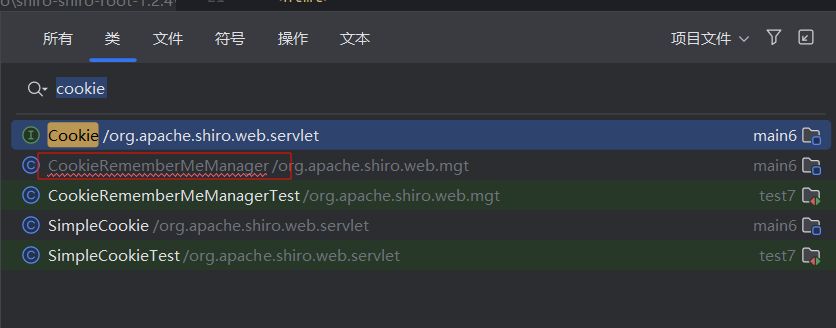 o\shiro-shiro-root-1.2.4
所有 类 文件 符号 操作 文本 项目文件
cookie
I Cookie /org.apache.shiro.web.servlet main6
C CookieRememberMeManager /org.apache.shiro.web.mgt main6
C CookieRememberMeManagerTest /org.apache.shiro.web.mgt test7
C SimpleCookie /org.apache.shiro.web.servlet main6
C SimpleCookieTest /org.apache.shiro.web.servlet test7